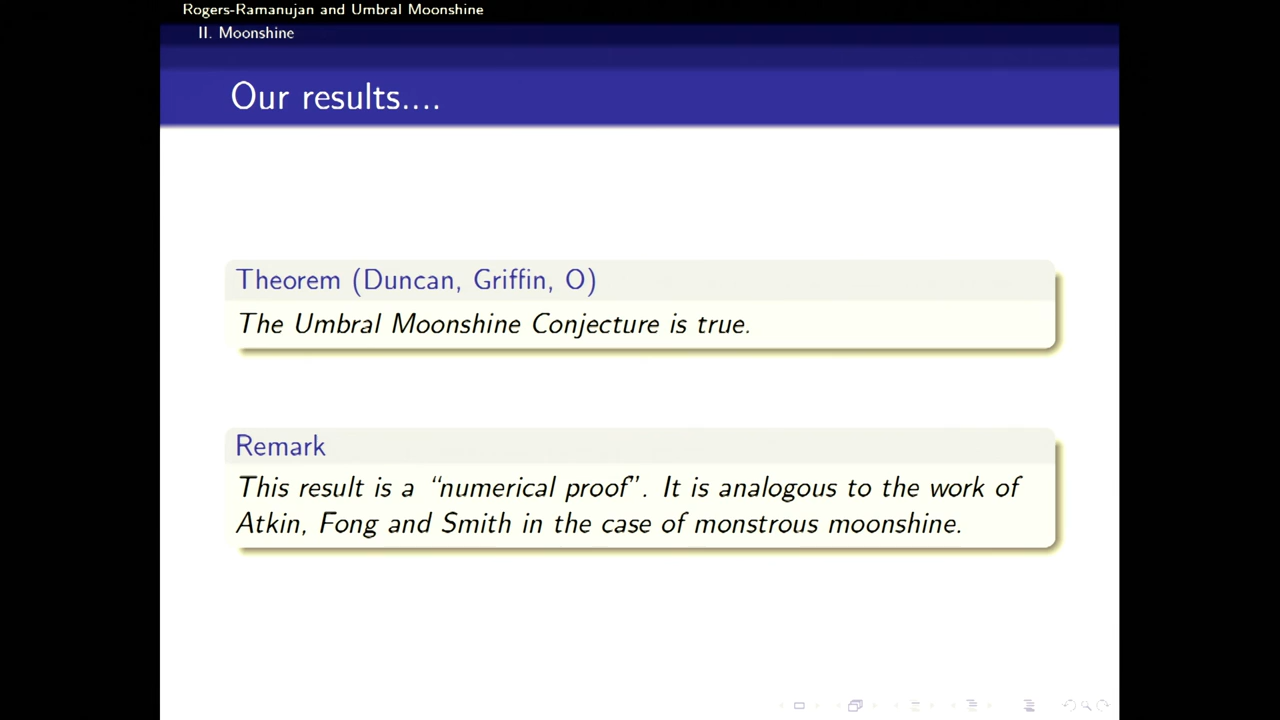 Rogers-Ramanujan and Umbral Moonshine
II. Moonshine
Our results....
Theorem (Duncan, Griffin, O)
The Umbral Moonshine Conjecture is true.
Remark
This result is a “numerical proof”. It is analogous to the work of
Atkin, Fong and Smith in the case of monstrous moonshine.